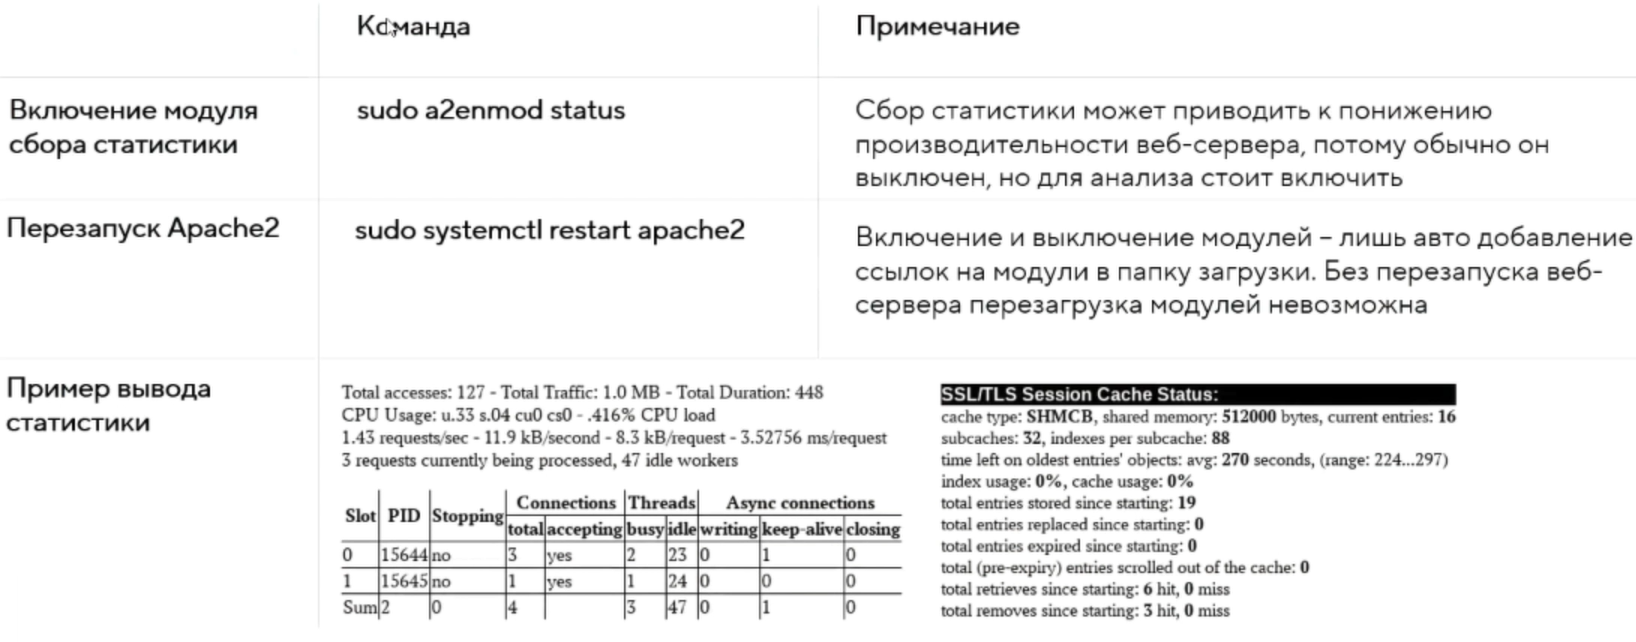 Команда
Примечание
Включение модуля
сбора статистики
sudo a2enmod status
Сбор статистики может приводить к понижению
производительности веб-сервера, потому обычно он
выключен, но для анализа стоит включить
Перезапуск Apache2
sudo systemctl restart apache2
Включение и выключение модулей – лишь авто добавление
ссылок на модули в папку загрузки. Без перезапуска веб-
сервера перезагрузка модулей невозможна
Пример вывода
статистики
Total accesses: 127 - Total Traffic: 1.0 MB - Total Duration: 448
CPU Usage: u.33 s.04 cu0 cs0 - .416% CPU load
1.43 requests/sec - 11.9 kB/second - 8.3 kB/request - 3.52756 ms/request
3 requests currently being processed, 47 idle workers
Slot PID Stopping Connections Threads Async connections
total accepting busy idle writing keep-alive closing
0 15644 no 3 yes 2 23 0 1 0
1 15645 no 1 yes 1 24 0 0 0
Sum 2 0 4 3 47 0 1 0
SSL/TLS Session Cache Status:
cache type: SHMCB, shared memory: 512000 bytes, current entries: 16
subcaches: 32, indexes per subcache: 88
time left on oldest entries' objects: avg: 270 seconds, (range: 224...297)
index usage: 0%, cache usage: 0%
total entries stored since starting: 19
total entries replaced since starting: 0
total entries expired since starting: 0
total (pre-expiry) entries scrolled out of the cache: 0
total retrieves since starting: 6 hit, 0 miss
total removes since starting: 3 hit, 0 miss